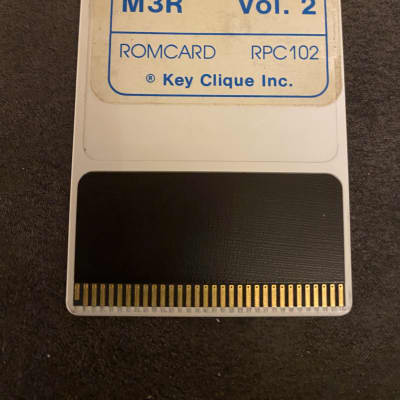 M3R Vol. 2
ROMCARD RPC102
® Key Clique Inc.